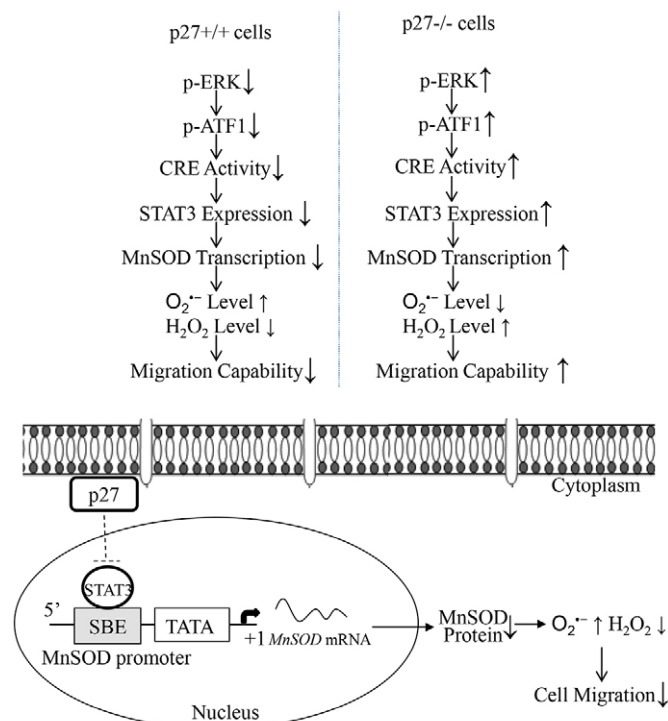 p27+/+ cells
p-ERK↓
p-ATF1↓
CRE Activity↓
STAT3 Expression ↓
MnSOD Transcription ↓
O₂•− Level ↑
H₂O₂ Level ↓
Migration Capability↓
p27-/- cells
p-ERK↑
p-ATF1↑
CRE Activity↑
STAT3 Expression↑
MnSOD Transcription ↑
O₂•− Level ↓
H₂O₂ Level ↑
Migration Capability ↑
Cytoplasm
p27
STAT3
5’
SBE
TATA
+1 MnSOD mRNA
MnSOD promoter
Nucleus
MnSOD
Protein↓
O₂•− ↑ H₂O₂ ↓
Cell Migration↓